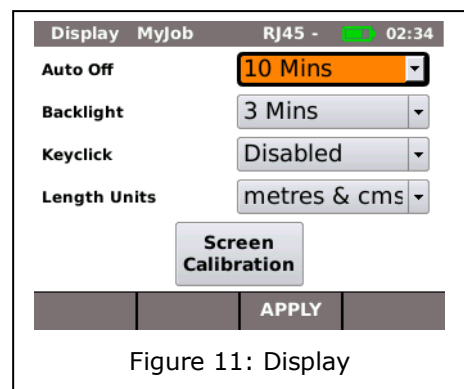 Display MyJob RJ45 - 02:34
Auto Off 10 Mins
Backlight 3 Mins
Keyclick Disabled
Length Units metres & cms
Screen
Calibration
APPLY
Figure 11: Display